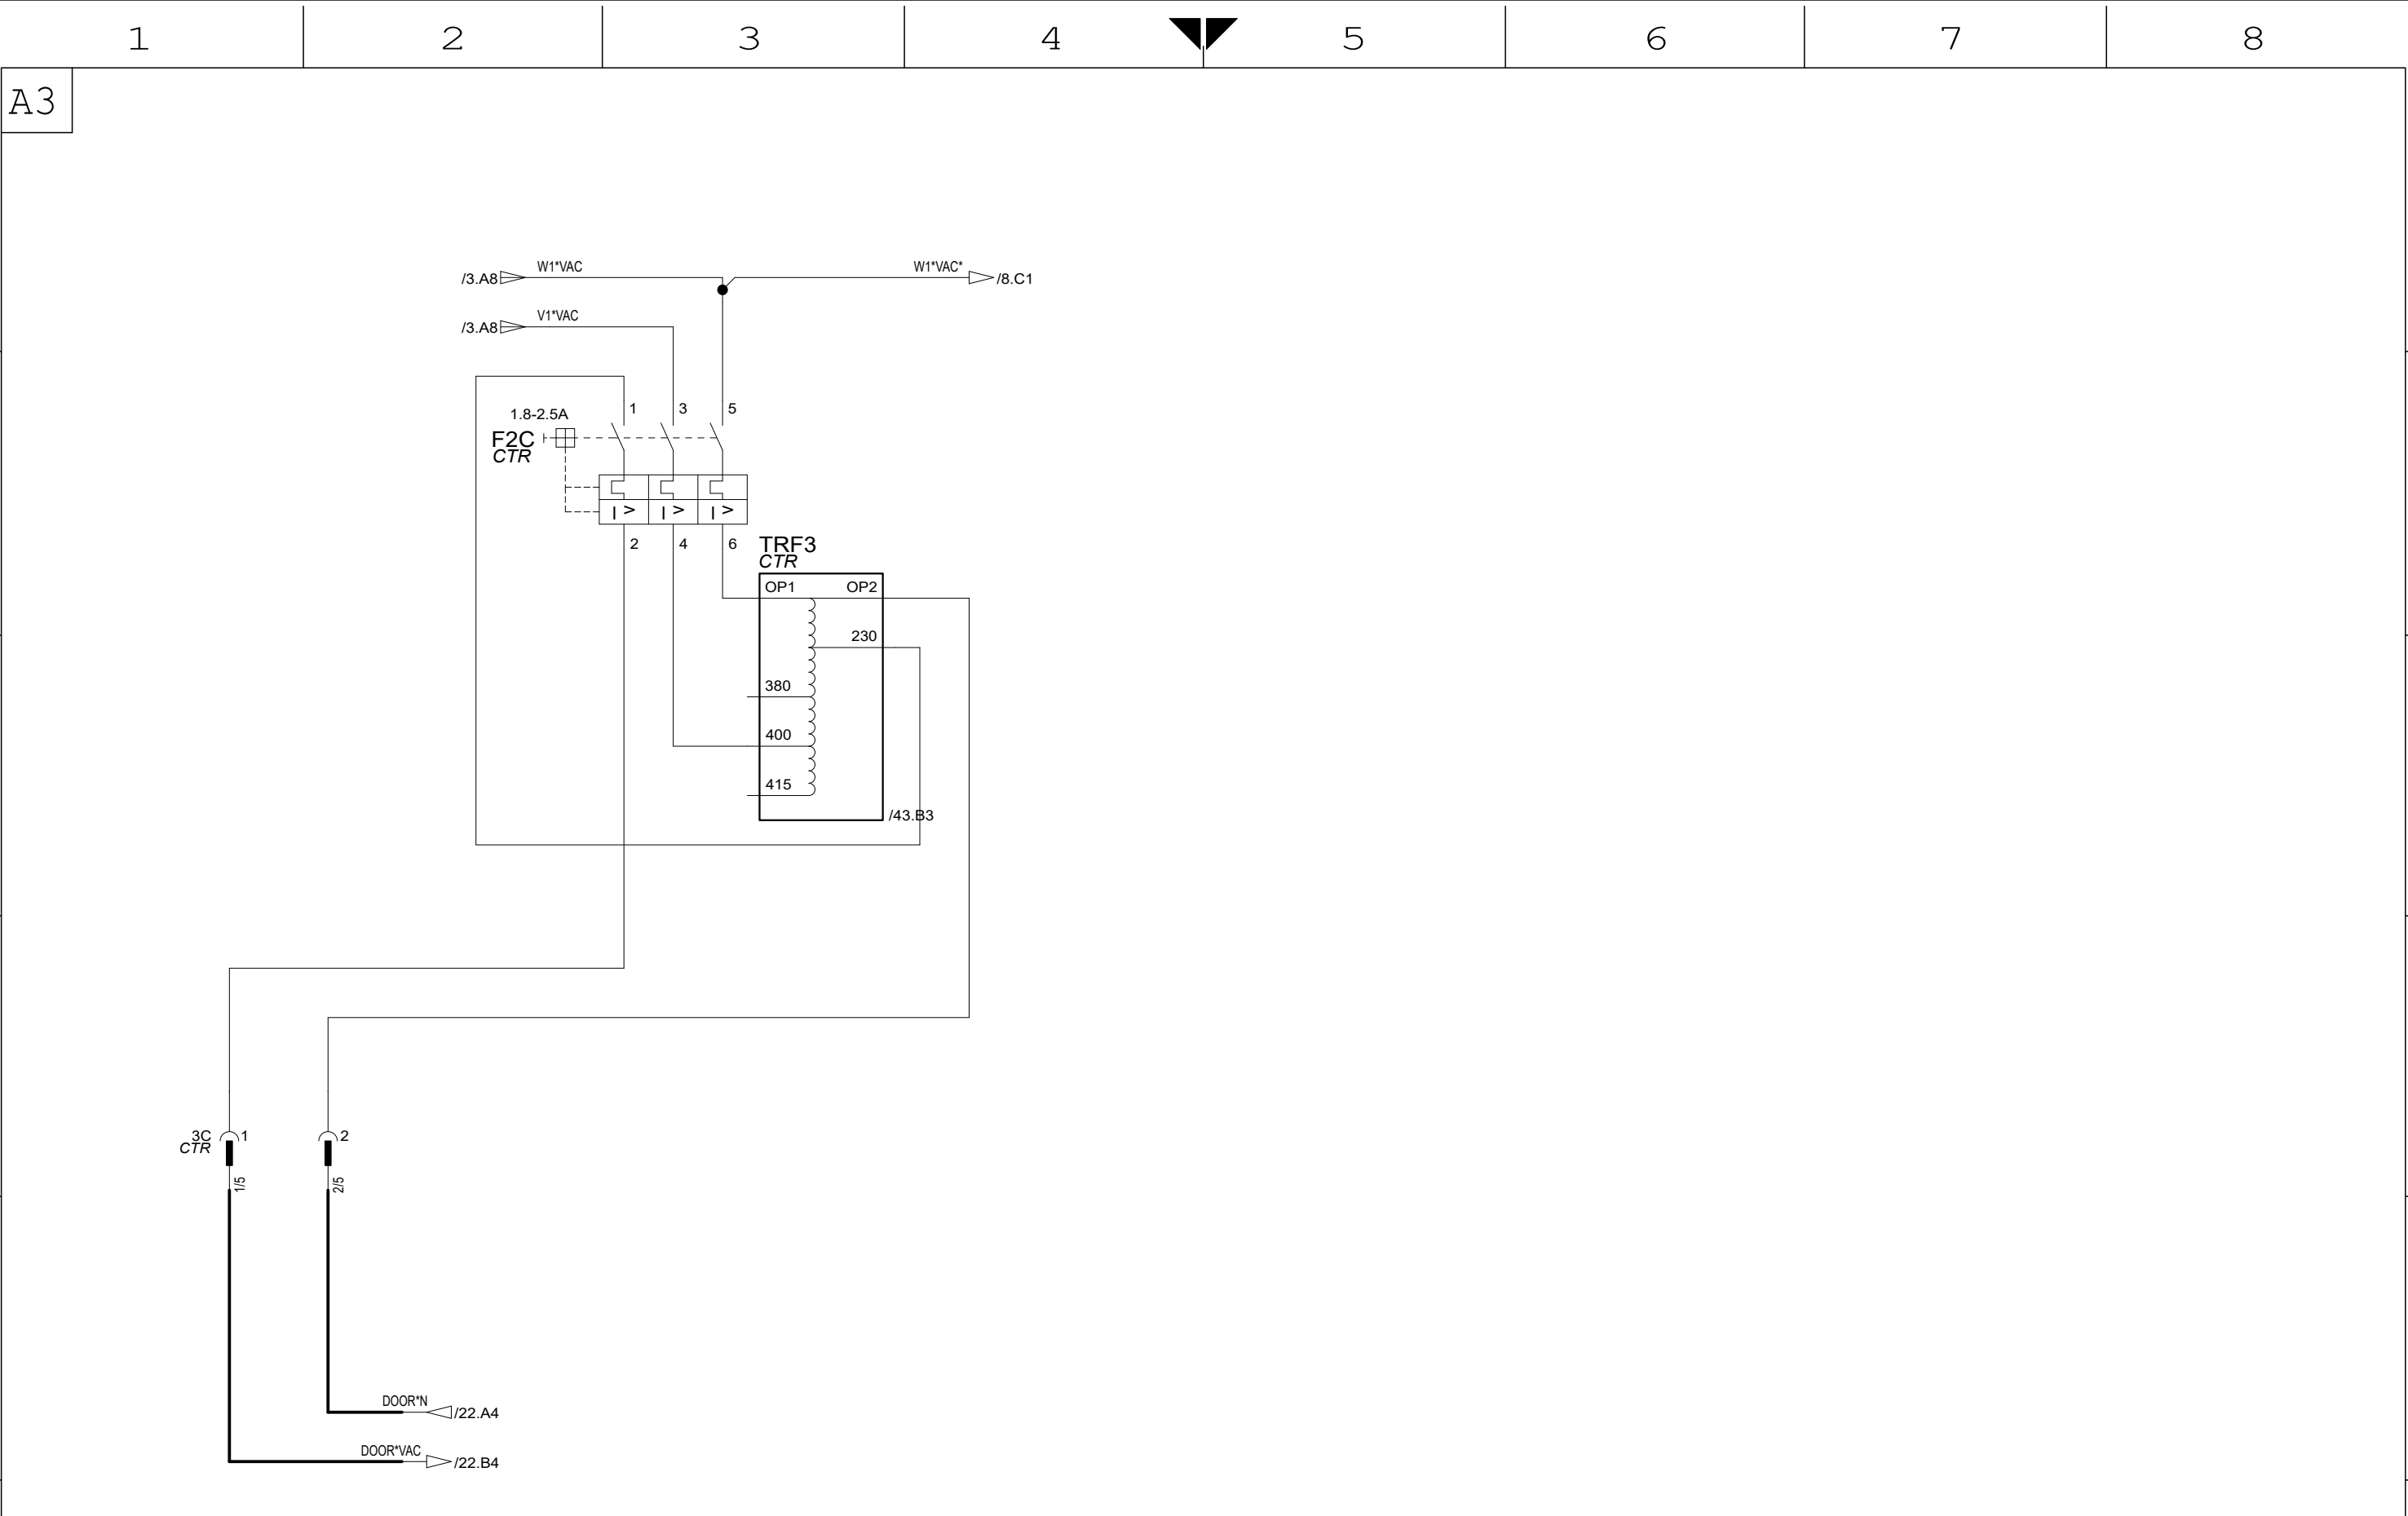 1 2 3 4 5 6 7 8
A3
W1*VAC W1*VAC*
/3.A8 /8.C1
V1*VAC
/3.A8
1 3 5
1.8-2.5A
F2C
CTR
I > I > I >
2 4 6
TRF3
CTR
OP1 OP2
230
380
400
415
/43.B3
3C 1 2
CTR
1/5 2/5
DOOR*N
/22.A4
DOOR*VAC
/22.B4